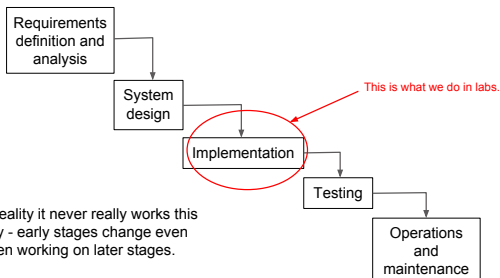 Requirements
definition and
analysis
This is what we do in labs.
System
design
Implementation
Testing
eality it never really works this
- early stages change even
working on later stages.
Operations
and
maintenance